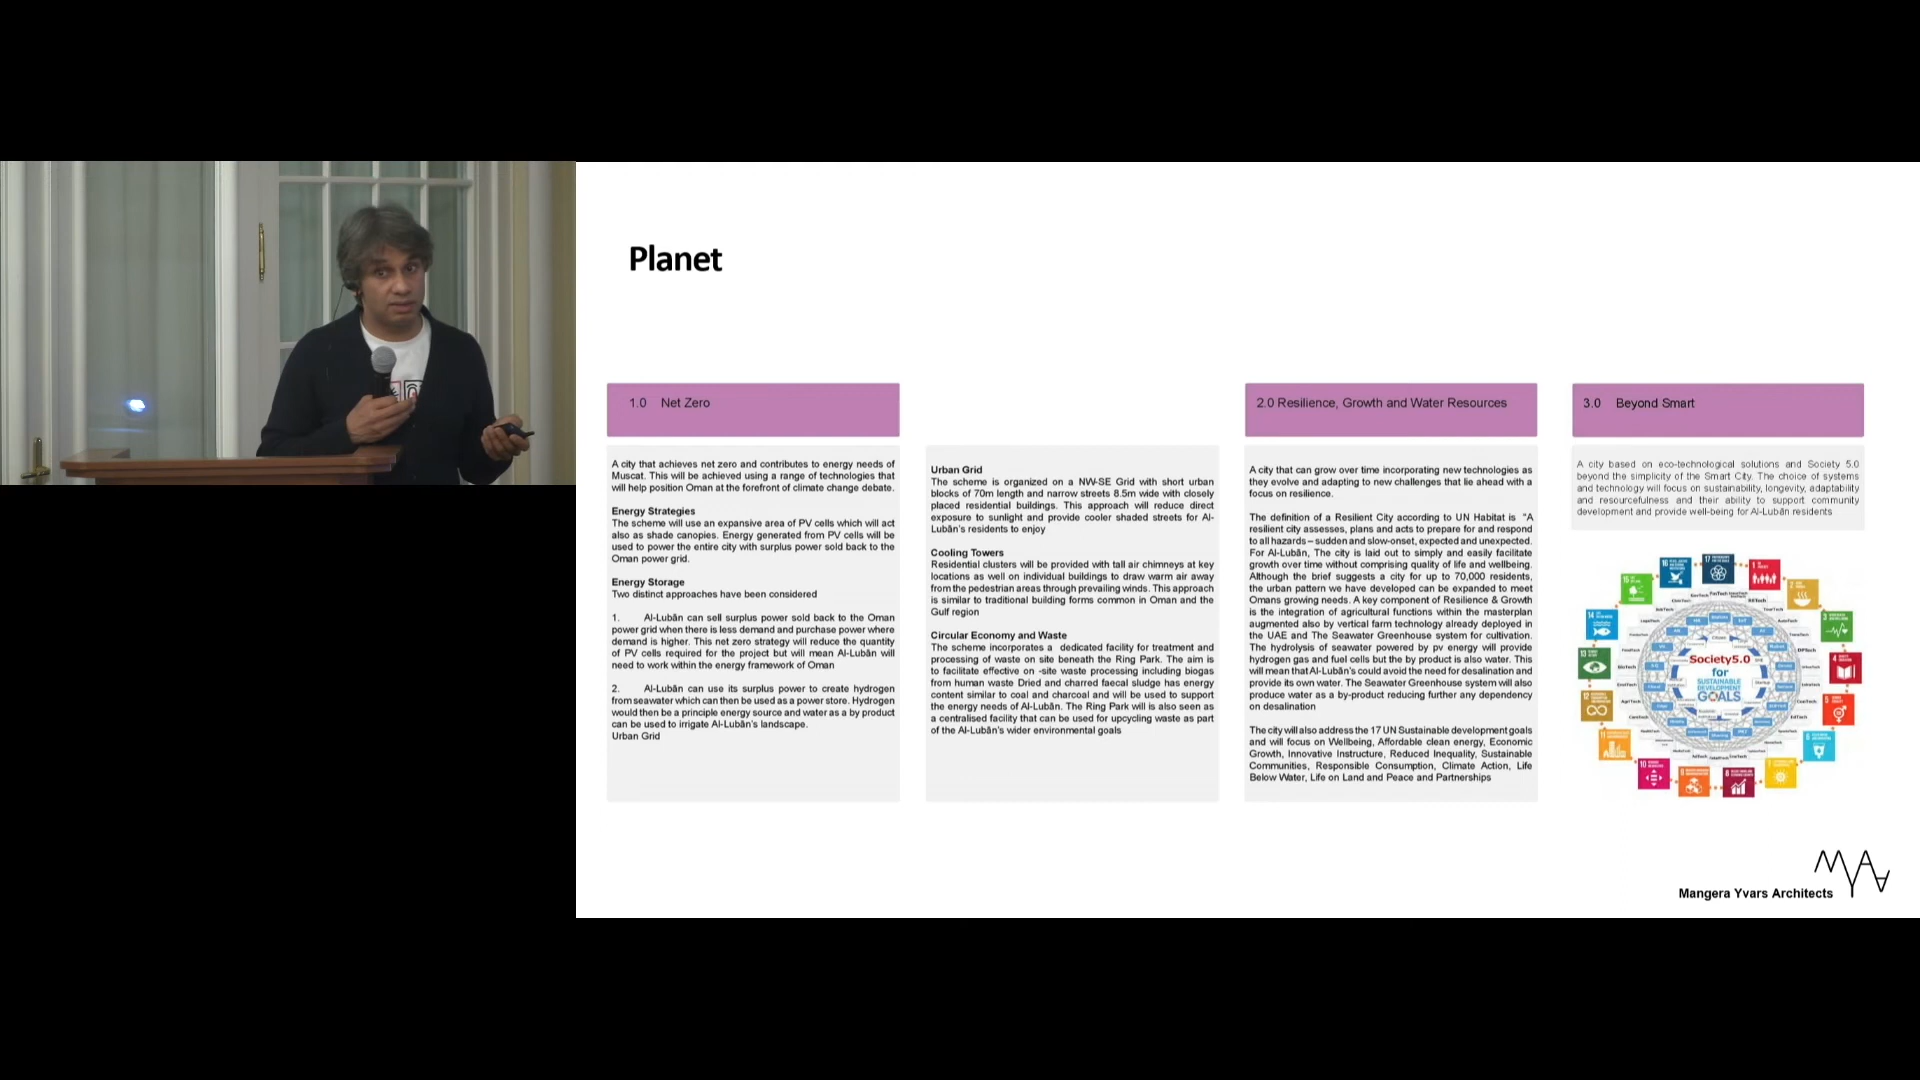 Planet
1.0 Net Zero
A city that achieves net zero and contributes to energy needs of
Muscat. This will be achieved using a range of technologies that
will help position Oman at the forefront of climate change debate.
Energy Strategies
The scheme will use an expansive area of PV cells which will act
also as shade canopies. Energy generated from PV cells will be
used to power the entire city with surplus power sold back to the
Oman power grid.
Energy Storage
Two distinct approaches have been considered
1. Al-Lubān can sell surplus power sold back to the Oman
power grid when there is less demand and purchase power where
demand is higher. This net zero strategy will reduce the quantity
of PV cells required for the project but will mean Al-Lubān will
need to work within the energy framework of Oman
2. Al-Lubān can use its surplus power to create hydrogen
from seawater which can then be used as a power store. Hydrogen
would then be a principle energy source and water as a by product
can be used to irrigate Al-Lubān's landscape.
Urban Grid
Urban Grid
The scheme is organized on a NW-SE Grid with short urban
blocks of 70m length and narrow streets 8.5m wide with closely
placed residential buildings. This approach will reduce direct
exposure to sunlight and provide cooler shaded streets for Al-
Lubān's residents to enjoy
Cooling Towers
Residential clusters will be provided with tall air chimneys at key
locations as well on individual buildings to draw warm air away
from the pedestrian areas through prevailing winds. This approach
is similar to traditional building forms common in Oman and the
Gulf region
Circular Economy and Waste
The scheme incorporates a dedicated facility for treatment and
processing of waste on site beneath the Ring Park. The aim is
to facilitate effective on -site waste processing including biogas
from human waste Dried and charred faecal sludge has energy
content similar to coal and charcoal and will be used to support
the energy needs of Al-Lubān. The Ring Park will is also seen as
a centralised facility that can be used for upcycling waste as part
of the Al-Lubān's wider environmental goals
2.0 Resilience, Growth and Water Resources
A city that can grow over time incorporating new technologies as
they evolve and adapting to new challenges that lie ahead with a
focus on resilience.
The definition of a Resilient City according to UN Habitat is "A
resilient city assesses, plans and acts to prepare for and respond
to all hazards – sudden and slow-onset, expected and unexpected.
For Al-Lubān, The city is laid out to simply and easily facilitate
growth over time without comprising quality of life and wellbeing.
Although the brief suggests a city for up to 70,000 residents,
the urban pattern we have developed can be expanded to meet
Omans growing needs. A key component of Resilience & Growth
is the integration of agricultural functions within the masterplan
augmented also by vertical farm technology already deployed in
the UAE and The Seawater Greenhouse system for cultivation.
The hydrolysis of seawater powered by pv energy will provide
hydrogen gas and fuel cells but the by product is also water. This
will mean that Al-Lubān's could avoid the need for desalination and
provide its own water. The Seawater Greenhouse system will also
produce water as a by-product reducing further any dependency
on desalination
The city will also address the 17 UN Sustainable development goals
and will focus on Wellbeing, Affordable clean energy, Economic
Growth, Innovative Instructure, Reduced Inequality, Sustainable
Communities, Responsible Consumption, Climate Action, Life
Below Water, Life on Land and Peace and Partnerships
3.0 Beyond Smart
A city based on eco-technological solutions and Society 5.0
beyond the simplicity of the Smart City. The choice of systems
and technology will focus on sustainability, longevity, adaptability
and resourcefulness and their ability to support community
development and provide well-being for Al-Lubān residents
Society5.0
for
SUSTAINABLE
DEVELOPMENT
GOALS
Mangera Yvars Architects